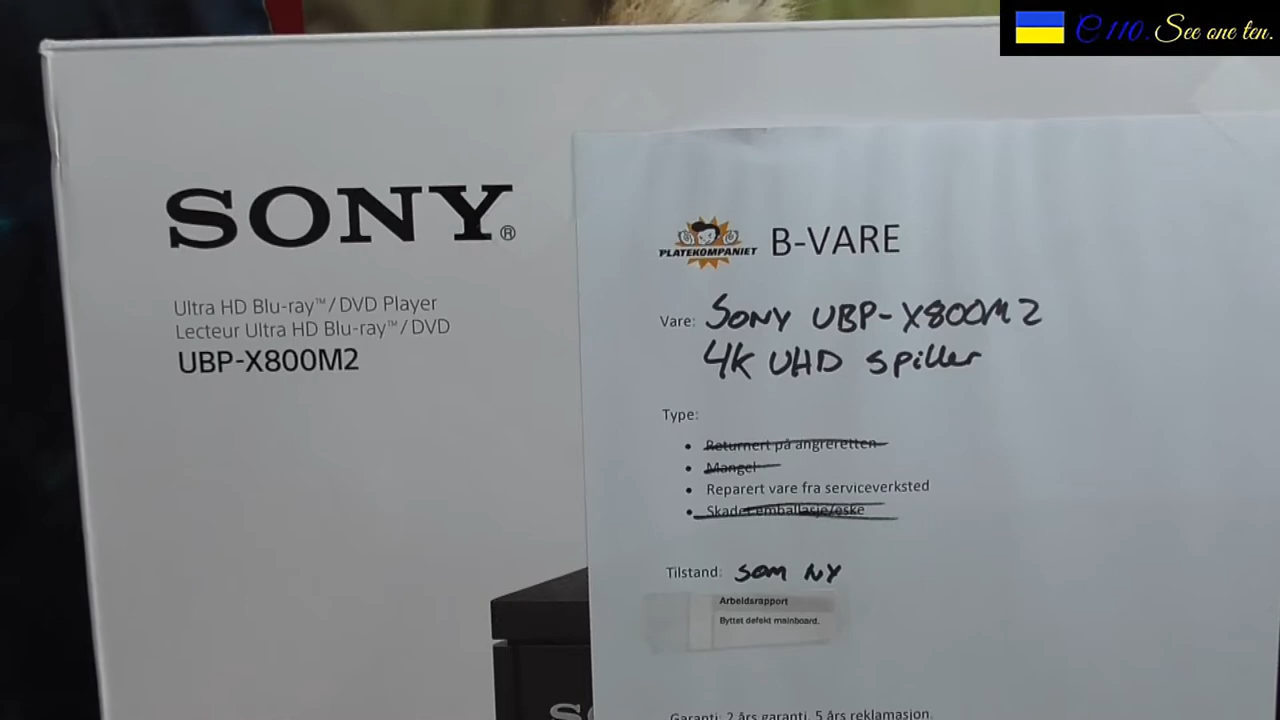 C 110. See one ten.
SONY®
Ultra HD Blu-ray™/DVD Player
Lecteur Ultra HD Blu-ray™/DVD
UBP-X800M2
PLATEKOMPANIET B-VARE
Vare: SONY UBP-X800M2
4K UHD spiller
Type:
• Returnert på angreretten
• Mangel
• Reparert vare fra serviceverksted
• Skadet emballasje/eske
Tilstand: SOM NY
Arbeidsrapport
Byttet defekt mainboard.
Garanti: 2 års garanti, 5 års reklamasjon